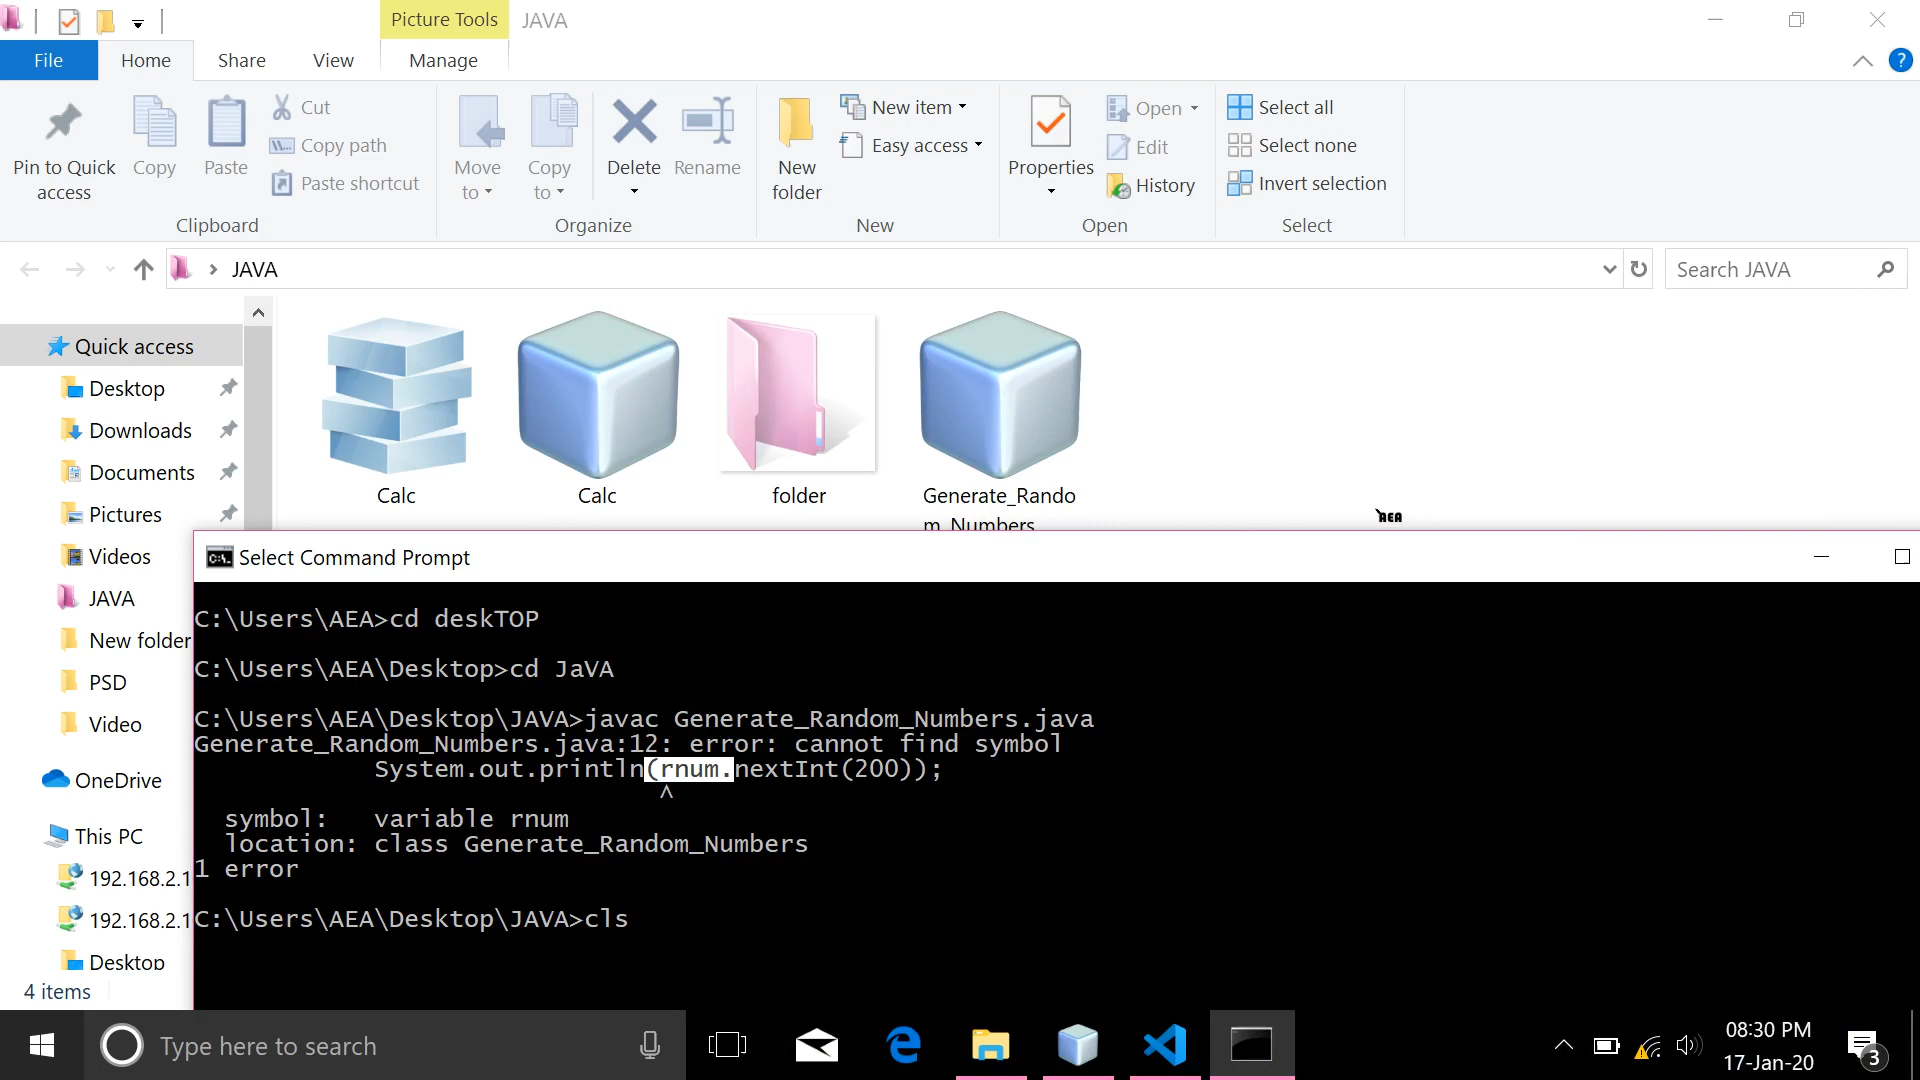 Picture Tools JAVA
File Home Share View Manage
?
Pin to Quick access
Copy
Paste
Cut
Copy path
Paste shortcut
Clipboard
Move to
Copy to
Delete
Rename
Organize
New folder
New item
Easy access
New
Properties
Open
Edit
History
Open
Select all
Select none
Invert selection
Select
JAVA
Search JAVA
Quick access
Desktop
Downloads
Documents
Pictures
Videos
JAVA
New folder
PSD
Video
OneDrive
This PC
192.168.2.1
192.168.2.1
Desktop
4 items
Calc
Calc
folder
Generate_Rando
m_Numbers
AEA
C:\. Select Command Prompt
C:\Users\AEA>cd deskTOP
C:\Users\AEA\Desktop>cd JaVA
C:\Users\AEA\Desktop\JAVA>javac Generate_Random_Numbers.java
Generate_Random_Numbers.java:12: error: cannot find symbol
System.out.println(rnum.nextInt(200));
^
symbol: variable rnum
location: class Generate_Random_Numbers
1 error
C:\Users\AEA\Desktop\JAVA>cls
Type here to search
08:30 PM
17-Jan-20
3